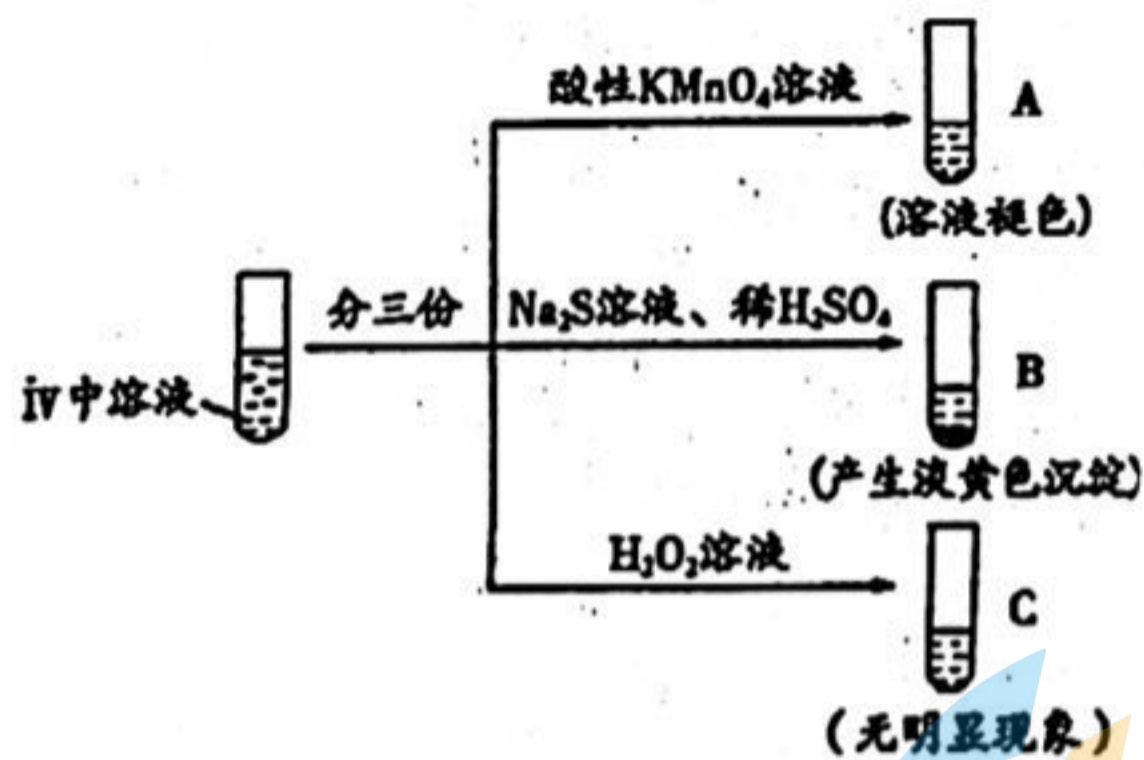 酸性KMnO₄溶液
A
(溶液褪色)
分三份
Na₂S溶液、稀H₂SO₄
iv中溶液
B
(产生淡黄色沉淀)
H₂O₂溶液
C
(无明显现象)